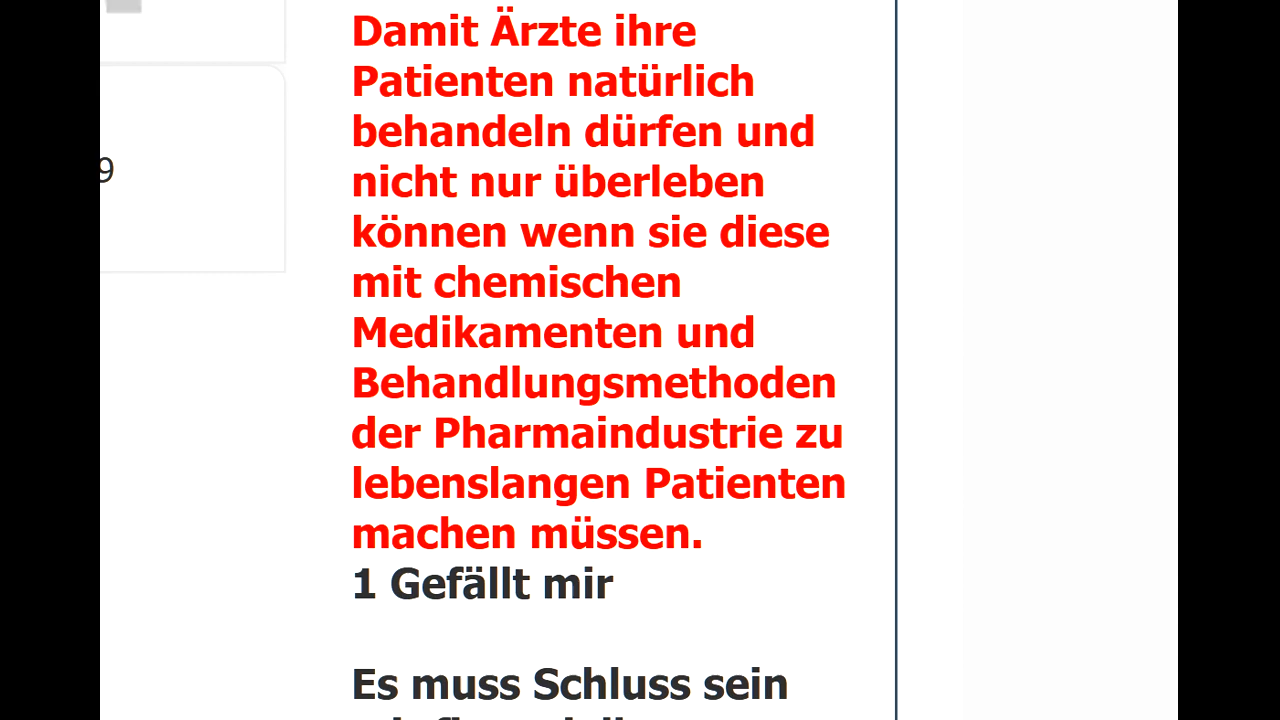 Damit Ärzte ihre
Patienten natürlich
behandeln dürfen und
nicht nur überleben
können wenn sie diese
mit chemischen
Medikamenten und
Behandlungsmethoden
der Pharmaindustrie zu
lebenslangen Patienten
machen müssen.
1 Gefällt mir
Es muss Schluss sein
9